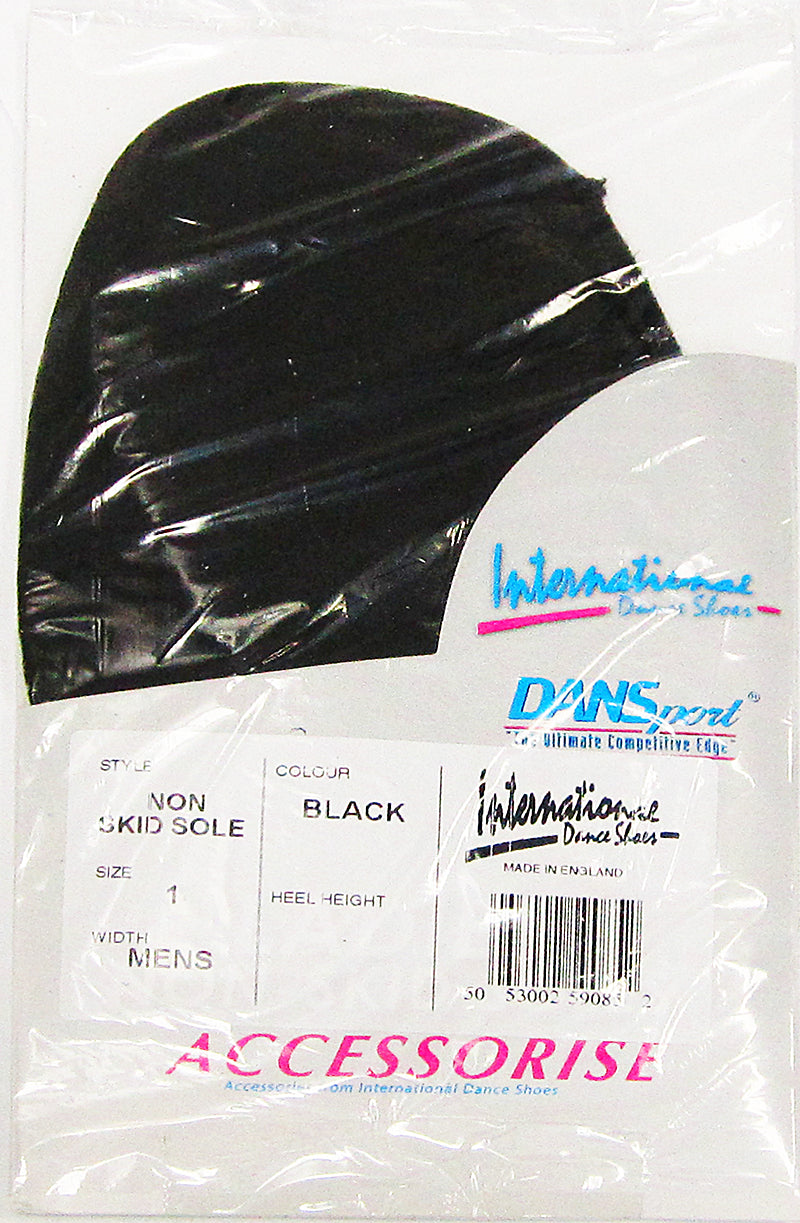 International
Dance Shoes
DANSport®
"The Ultimate Competitive Edge"
STYLE
NON
SKID SOLE
SIZE
1
WIDTH
MENS
COLOUR
BLACK
HEEL HEIGHT
International
Dance Shoes
MADE IN ENGLAND
50 53002 59083 2
ACCESSORISE
Accessories from International Dance Shoes